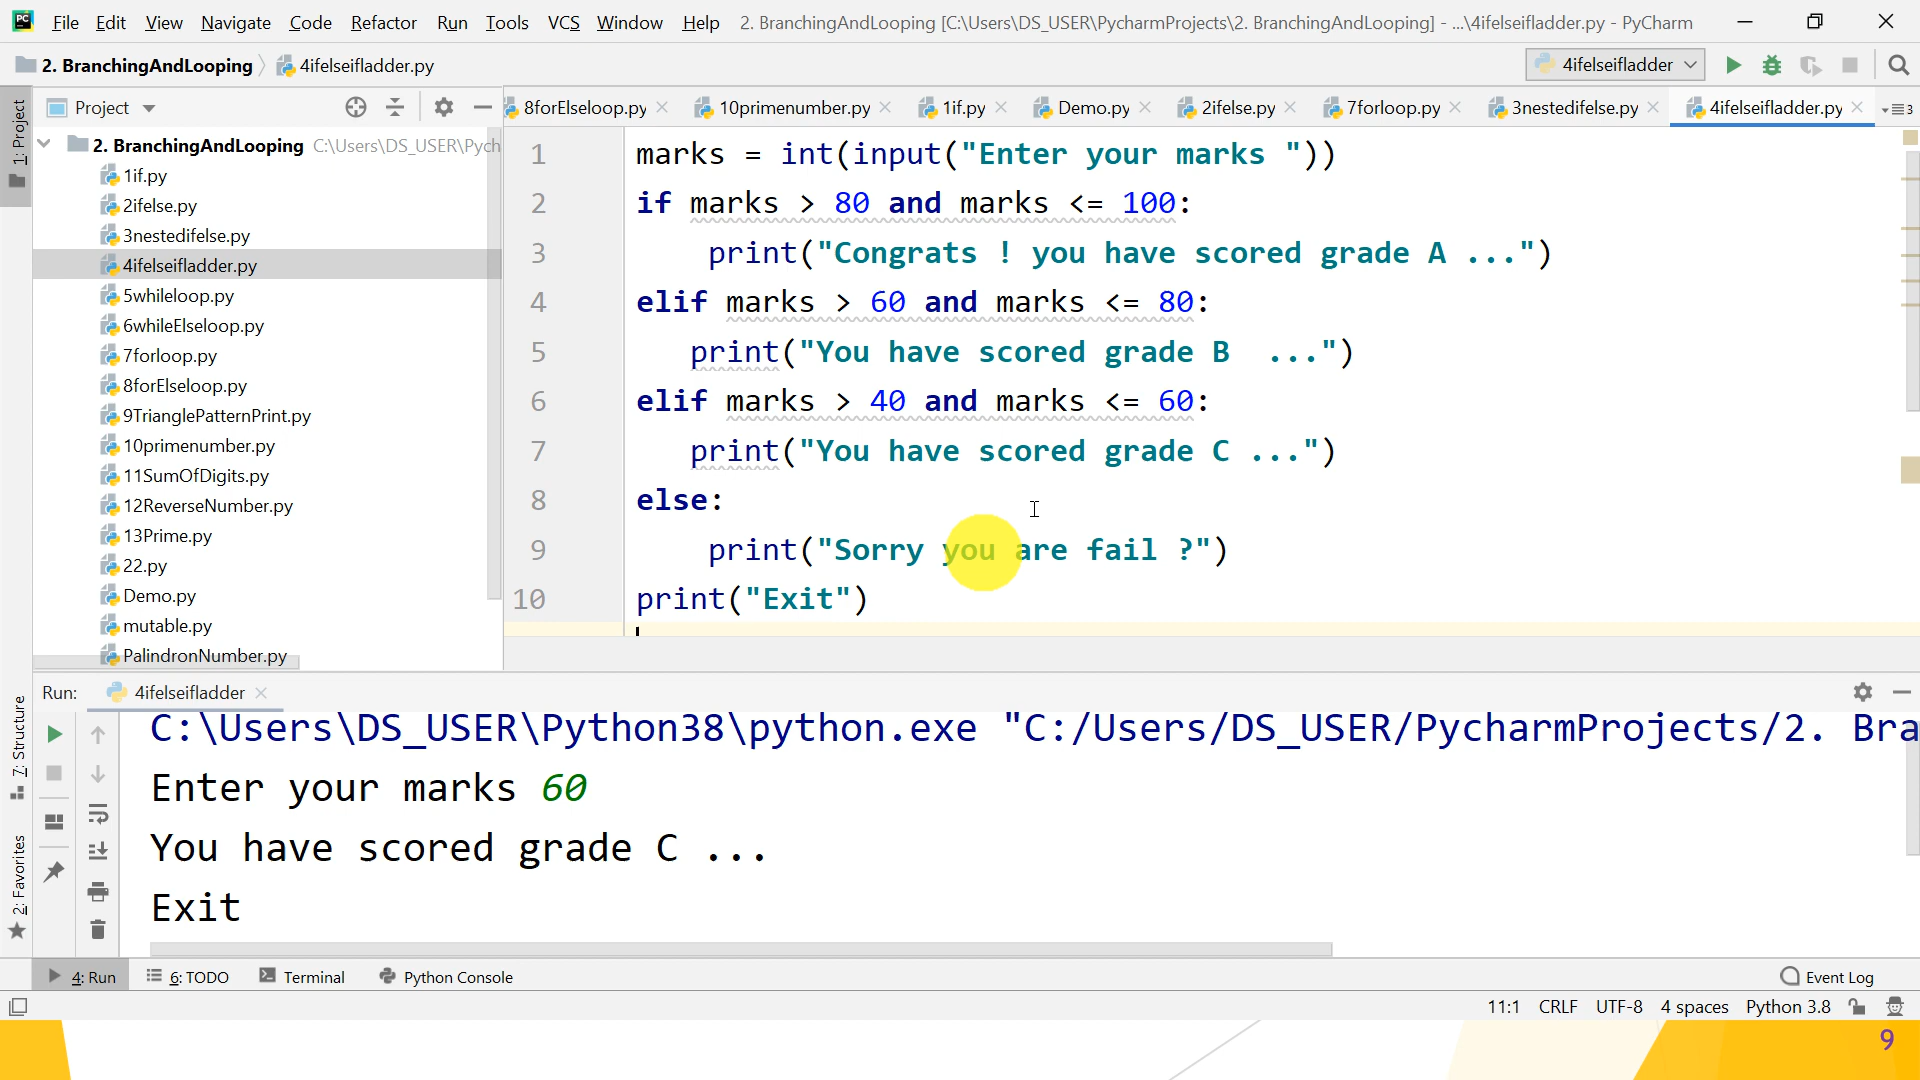 File Edit View Navigate Code Refactor Run Tools VCS Window Help 2. BranchingAndLooping [C:\Users\DS_USER\PycharmProjects\2. BranchingAndLooping] - ...\4ifelseifladder.py - PyCharm
2. BranchingAndLooping 4ifelseifladder.py 4ifelseifladder
1: Project
Project
8forElseloop.py 10primenumber.py 1if.py Demo.py 2ifelse.py 7forloop.py 3nestedifelse.py 4ifelseifladder.py 3
2. BranchingAndLooping C:\Users\DS_USER\Pych
1if.py
2ifelse.py
3nestedifelse.py
4ifelseifladder.py
5whileloop.py
6whileElseloop.py
7forloop.py
8forElseloop.py
9TrianglePatternPrint.py
10primenumber.py
11SumOfDigits.py
12ReverseNumber.py
13Prime.py
22.py
Demo.py
mutable.py
PalindronNumber.py
1 marks = int(input("Enter your marks "))
2 if marks > 80 and marks <= 100:
3 print("Congrats ! you have scored grade A ...")
4 elif marks > 60 and marks <= 80:
5 print("You have scored grade B  ...")
6 elif marks > 40 and marks <= 60:
7 print("You have scored grade C ...")
8 else:
9 print("Sorry you are fail ?")
10 print("Exit")
Run: 4ifelseifladder
7: Structure
2: Favorites
C:\Users\DS_USER\Python38\python.exe "C:/Users/DS_USER/PycharmProjects/2. Bra
Enter your marks 60
You have scored grade C ...
Exit
4: Run 6: TODO Terminal Python Console Event Log
11:1 CRLF UTF-8 4 spaces Python 3.8
9